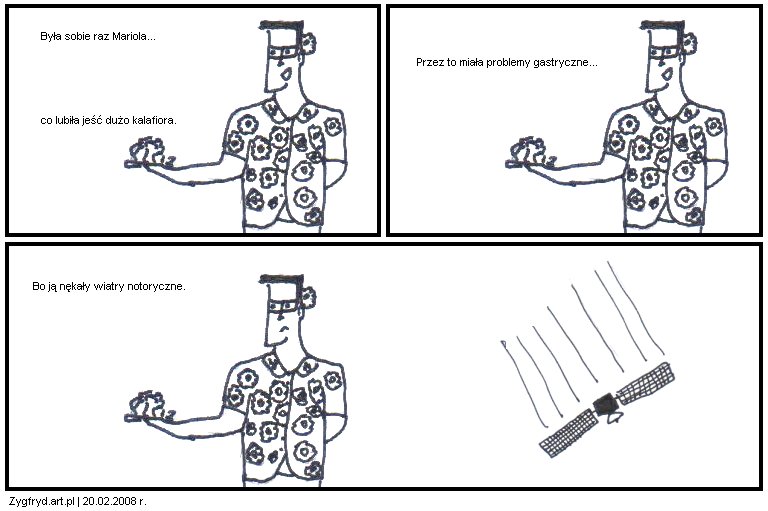 Była sobie raz Mariola...
co lubiła jeść dużo kalafiora.
Przez to miała problemy gastryczne...
Bo ją nękały wiatry notoryczne.
Zygfryd.art.pl | 20.02.2008 r.